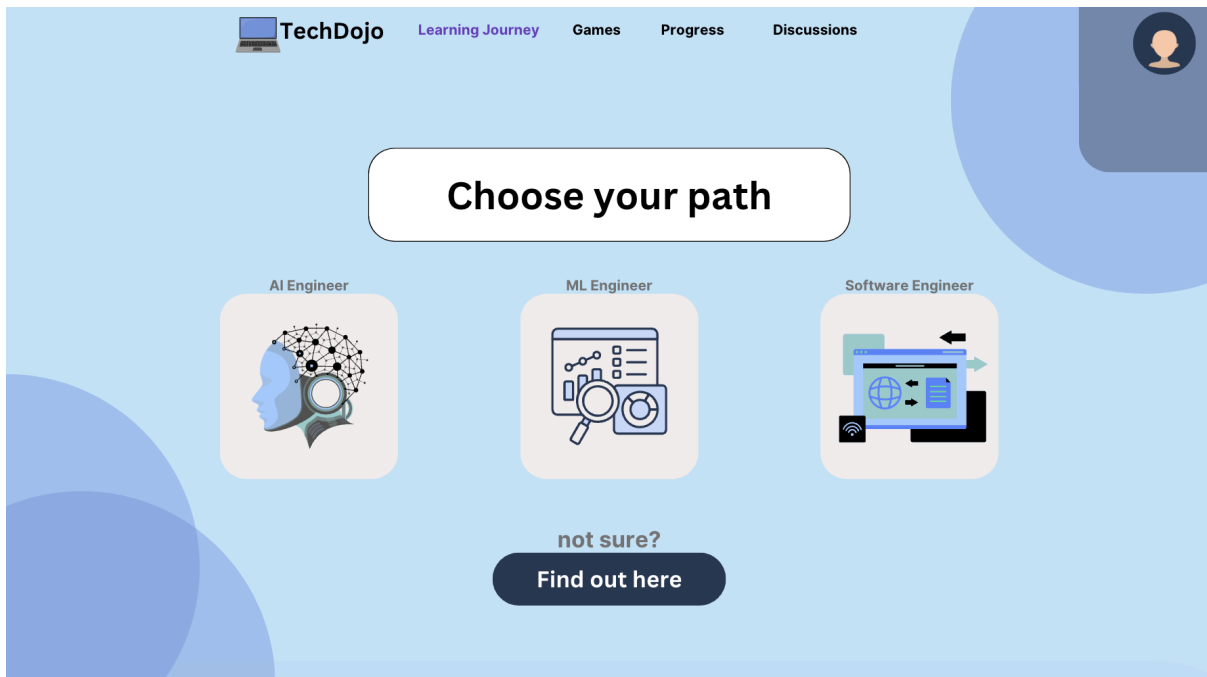 TechDojo Learning Journey Games Progress Discussions
Choose your path
AI Engineer ML Engineer Software Engineer
not sure?
Find out here